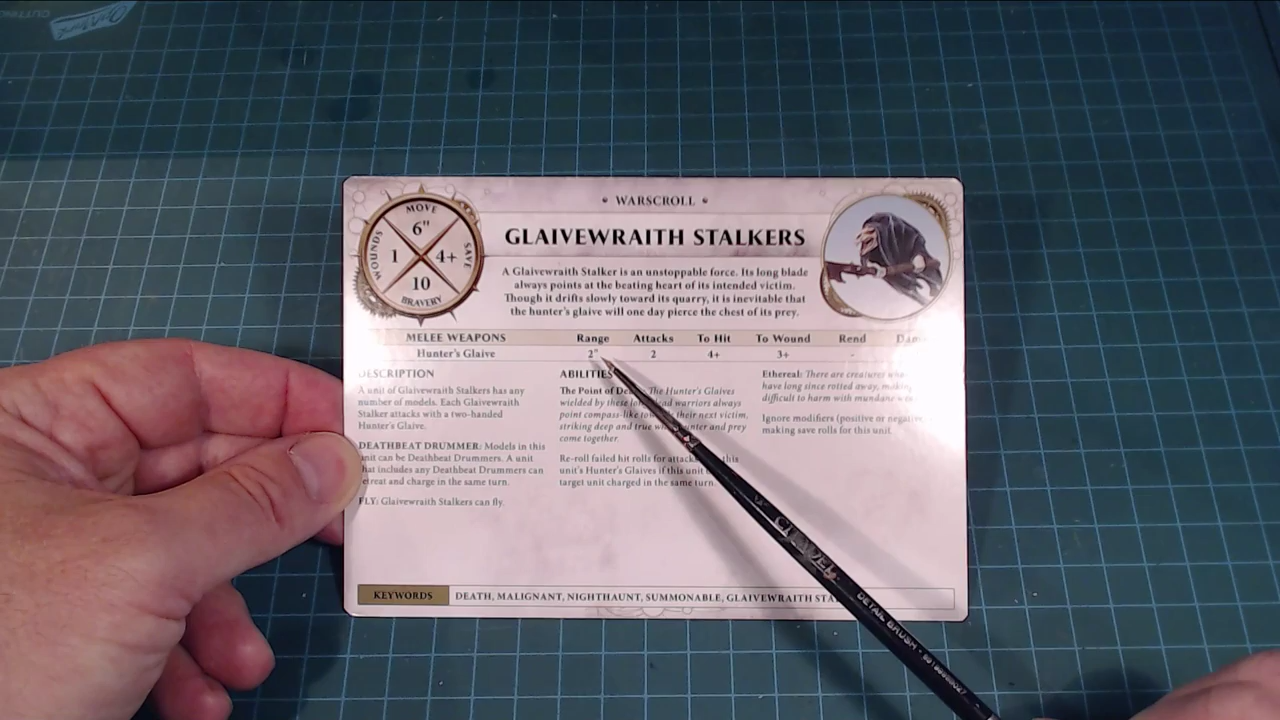 • WARSCROLL •
MOVE
6"
WOUNDS 1 4+ SAVE
10
BRAVERY
GLAIVEWRAITH STALKERS
A Glaivewraith Stalker is an unstoppable force. Its long blade
always points at the beating heart of its intended victim.
Though it drifts slowly toward its quarry, it is inevitable that
the hunter's glaive will one day pierce the chest of its prey.
MELEE WEAPONS Range Attacks To Hit To Wound Rend
Hunter's Glaive 2" 2 4+ 3+ -
DESCRIPTION
A unit of Glaivewraith Stalkers has any
number of models. Each Glaivewraith
Stalker attacks with a two-handed
Hunter's Glaive.
DEATHBEAT DRUMMER: Models in this
unit can be Deathbeat Drummers. A unit
that includes any Deathbeat Drummers can
retreat and charge in the same turn.
FLY: Glaivewraith Stalkers can fly.
ABILITIES
The Point of The Hunter's Glaives
wielded by these dead warriors always
point compass-like their next victim,
striking deep and true and prey
come together.
Re-roll failed hit rolls for this
unit's Hunter's Glaives if this unit
target unit charged in the same turn.
Ethereal: There are creatures
have long since rotted away,
difficult to harm with mundane
Ignore modifiers (positive or
making save rolls for this unit.
KEYWORDS DEATH, MALIGNANT, NIGHTHAUNT, SUMMONABLE, GLAIVEWRAITH
DETAIL BRUSH